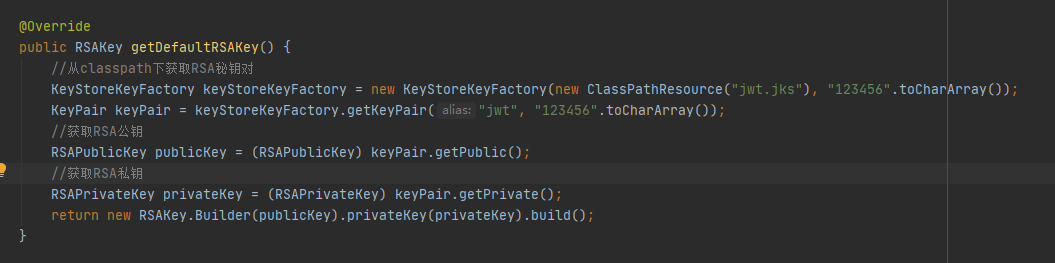 @Override
public RSAKey getDefaultRSAKey() {
//从classpath下获取RSA秘钥对
KeyStoreKeyFactory keyStoreKeyFactory = new KeyStoreKeyFactory(new ClassPathResource("jwt.jks"), "123456".toCharArray());
KeyPair keyPair = keyStoreKeyFactory.getKeyPair( alias: "jwt", "123456".toCharArray());
//获取RSA公钥
RSAPublicKey publicKey = (RSAPublicKey) keyPair.getPublic();
//获取RSA私钥
RSAPrivateKey privateKey = (RSAPrivateKey) keyPair.getPrivate();
return new RSAKey.Builder(publicKey).privateKey(privateKey).build();
}